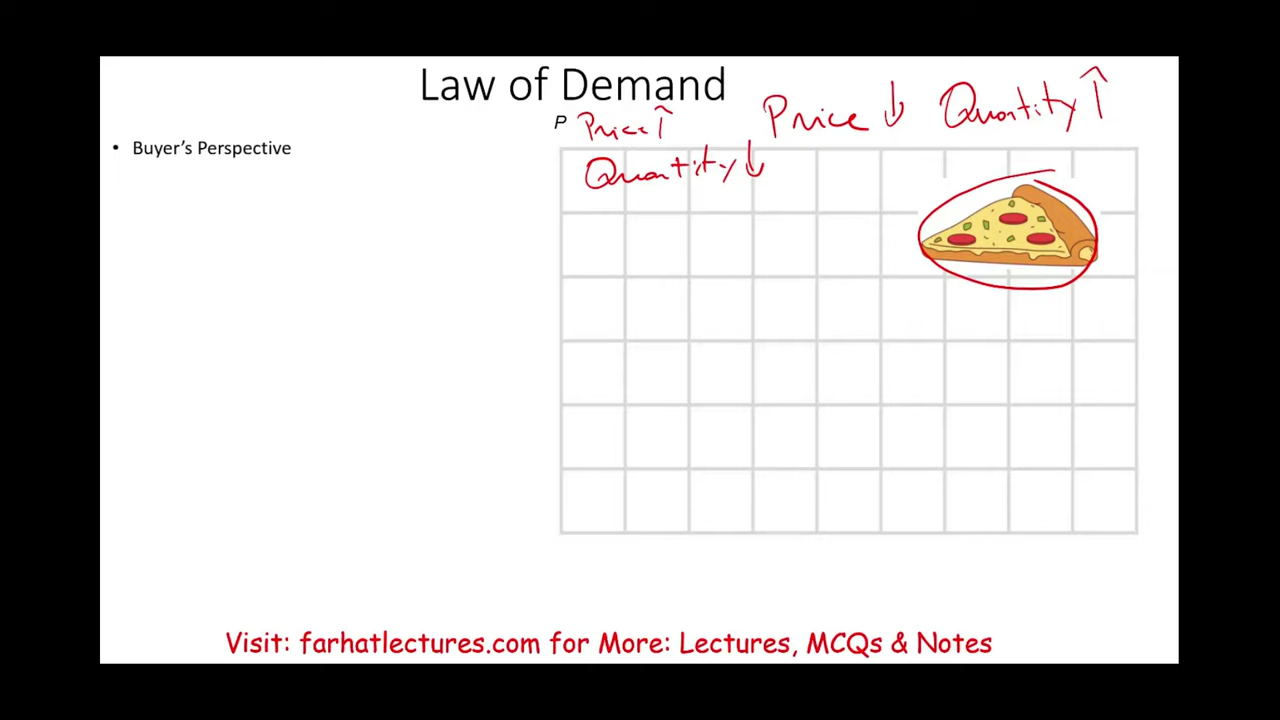 Law of Demand
Price ↓ Quantity ↑
P Price ↑
Quantity ↓
• Buyer's Perspective
Visit: farhatlectures.com for More: Lectures, MCQs & Notes